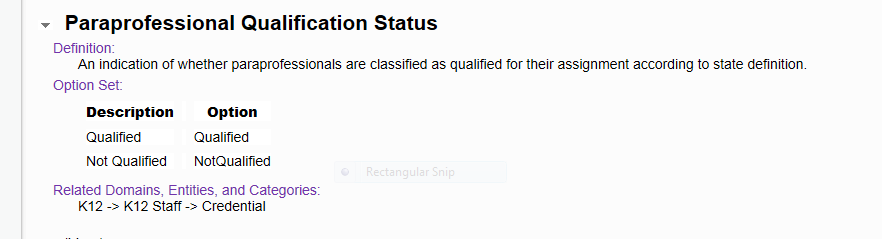 Paraprofessional Qualification Status
Definition:
An indication of whether paraprofessionals are classified as qualified for their assignment according to state definition.
Option Set:
Description Option
Qualified Qualified
Not Qualified NotQualified
Rectangular Snip
Related Domains, Entities, and Categories:
K12 -> K12 Staff -> Credential